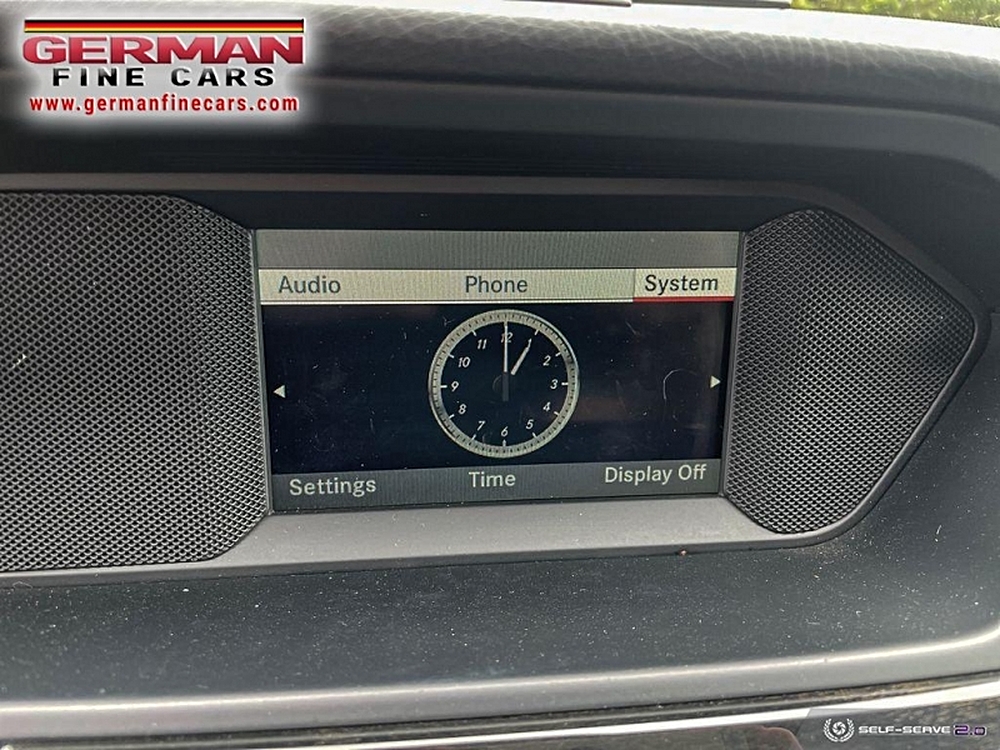 GERMAN
FINE CARS
www.germanfinecars.com
Audio Phone System
12
11 1
10 2
9 3
8 4
7 5
6
Settings Time Display Off
SELF-SERVE 2.0